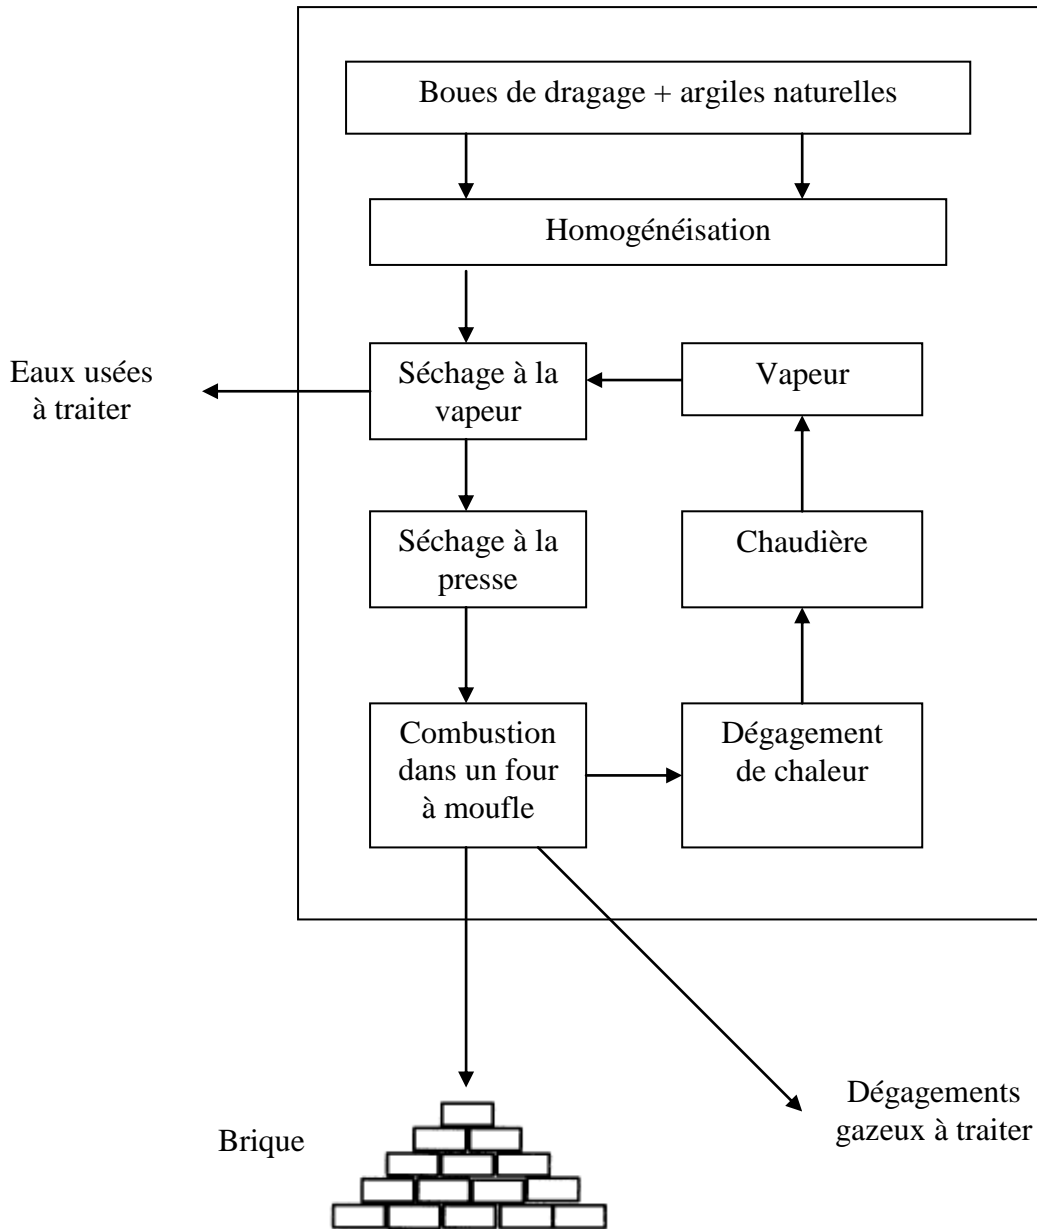 Boues de dragage + argiles naturelles
Homogénéisation
Eaux usées
à traiter
Séchage à la
vapeur
Vapeur
Séchage à la
presse
Chaudière
Combustion
dans un four
à moufle
Dégagement
de chaleur
Brique
Dégagements
gazeux à traiter